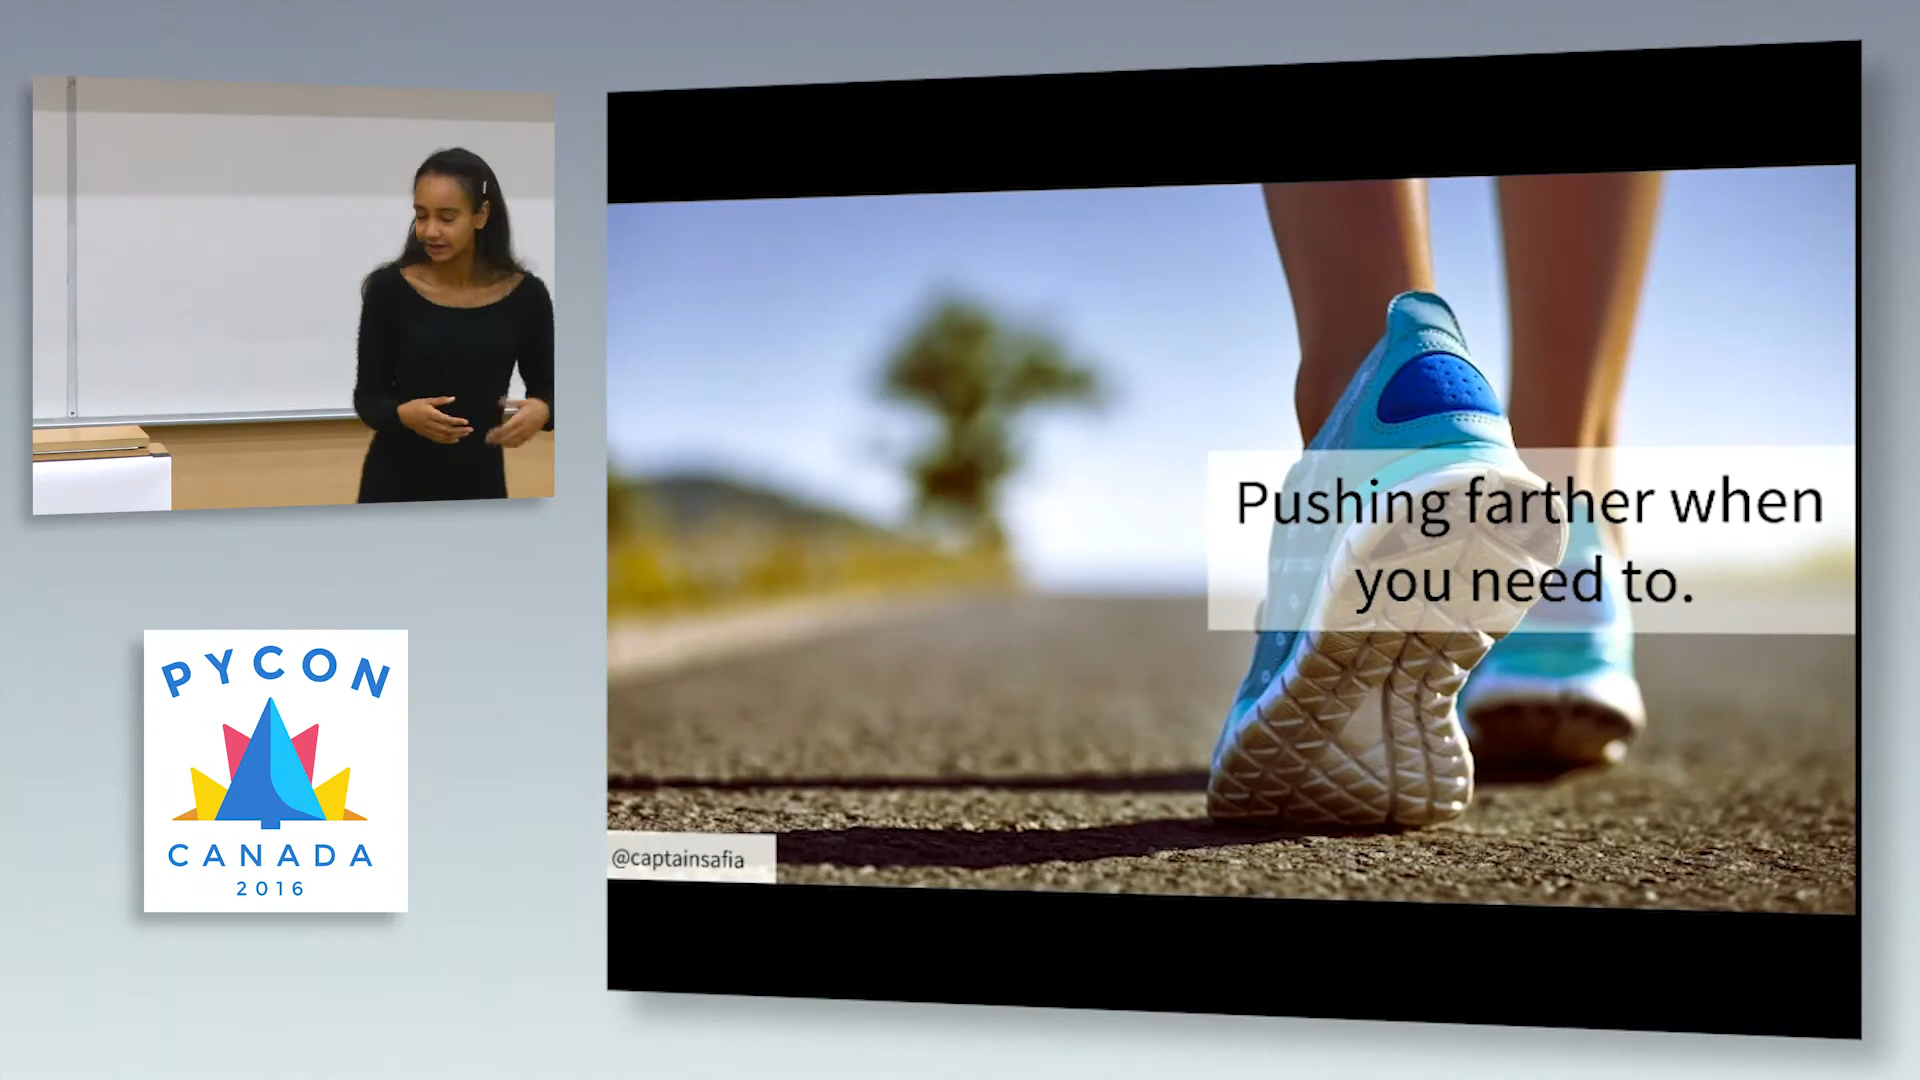 Pushing farther when
you need to.
@captainsafia
PYCON
CANADA
2016